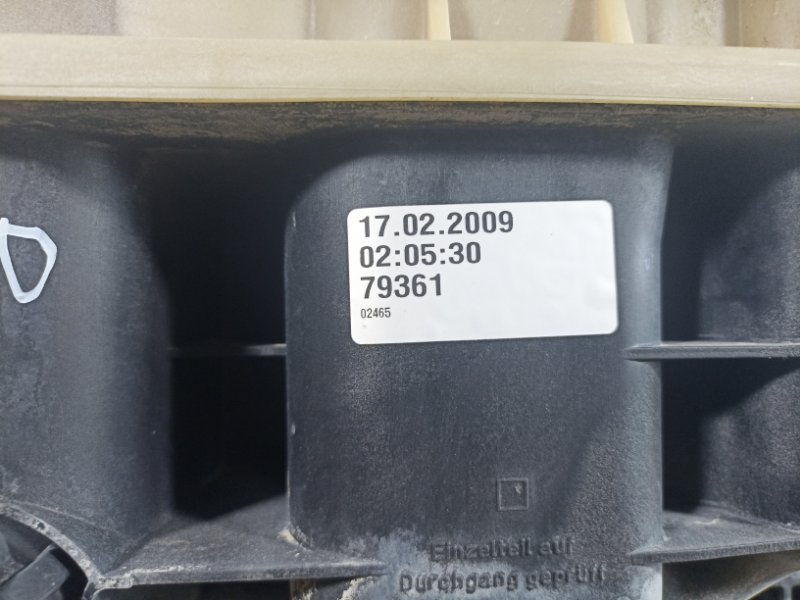 17.02.2009
02:05:30
79361
02465
Einzelteil auf
Durchgang geprüft